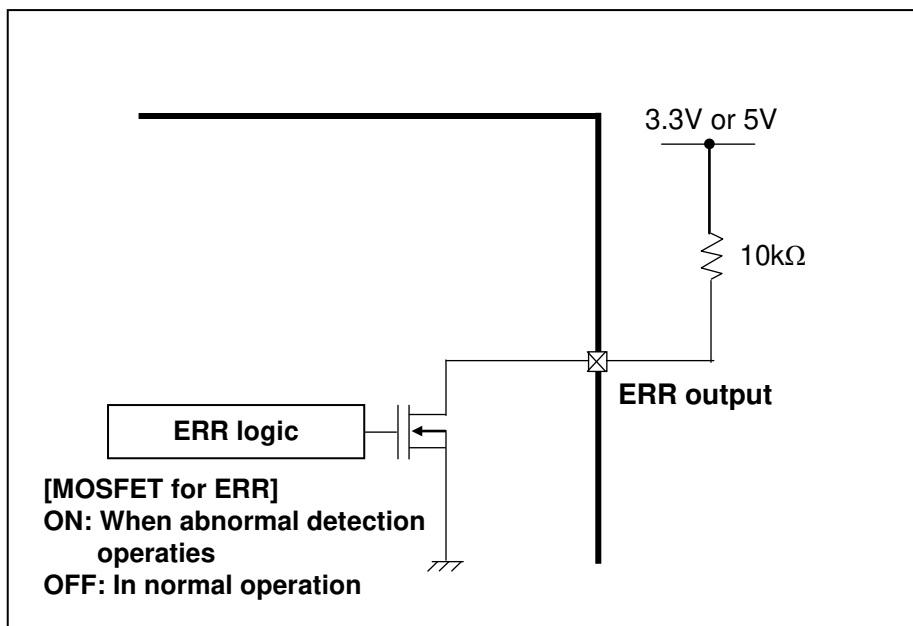 3.3V or 5V
10kΩ
ERR output
ERR logic
[MOSFET for ERR]
ON: When abnormal detection
operaties
OFF: In normal operation